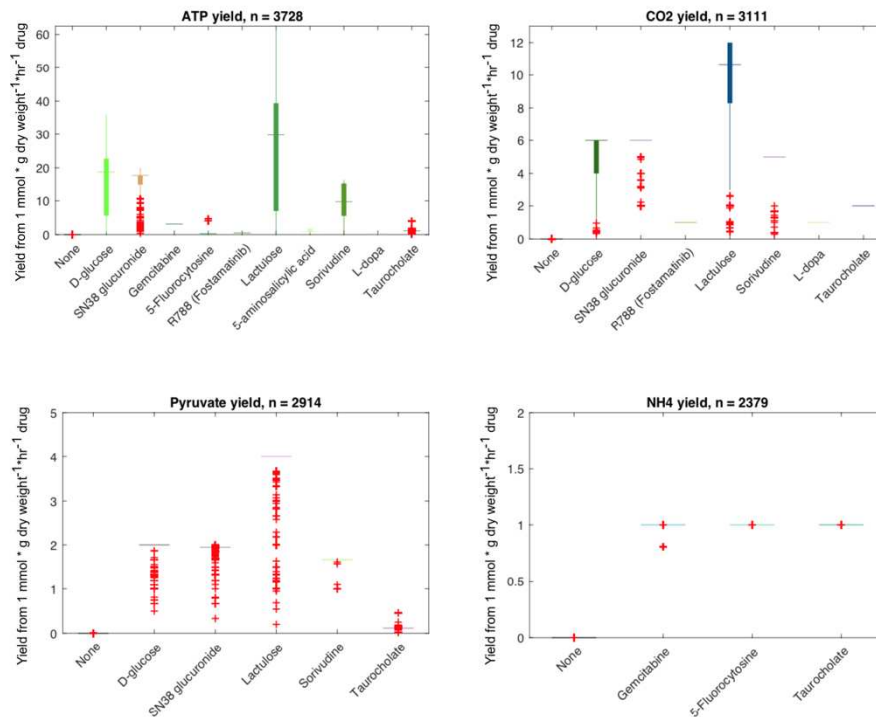 ATP yield, n = 3728
Yield from 1 mmol * g dry weight⁻¹*hr⁻¹ drug
60
50
40
30
20
10
0
None
D-glucose
SN38 glucuronide
Gemcitabine
5-Fluorocytosine
R788 (Fostamatinib)
Lactulose
5-aminosalicylic acid
Sorivudine
L-dopa
Taurocholate
CO2 yield, n = 3111
Yield from 1 mmol * g dry weight⁻¹*hr⁻¹ drug
12
10
8
6
4
2
0
None
D-glucose
SN38 glucuronide
R788 (Fostamatinib)
Lactulose
Sorivudine
L-dopa
Taurocholate
Pyruvate yield, n = 2914
Yield from 1 mmol * g dry weight⁻¹*hr⁻¹ drug
5
4
3
2
1
0
None
D-glucose
SN38 glucuronide
Lactulose
Sorivudine
Taurocholate
NH4 yield, n = 2379
Yield from 1 mmol * g dry weight⁻¹*hr⁻¹ drug
2
1.5
1
0.5
0
None
Gemcitabine
5-Fluorocytosine
Taurocholate